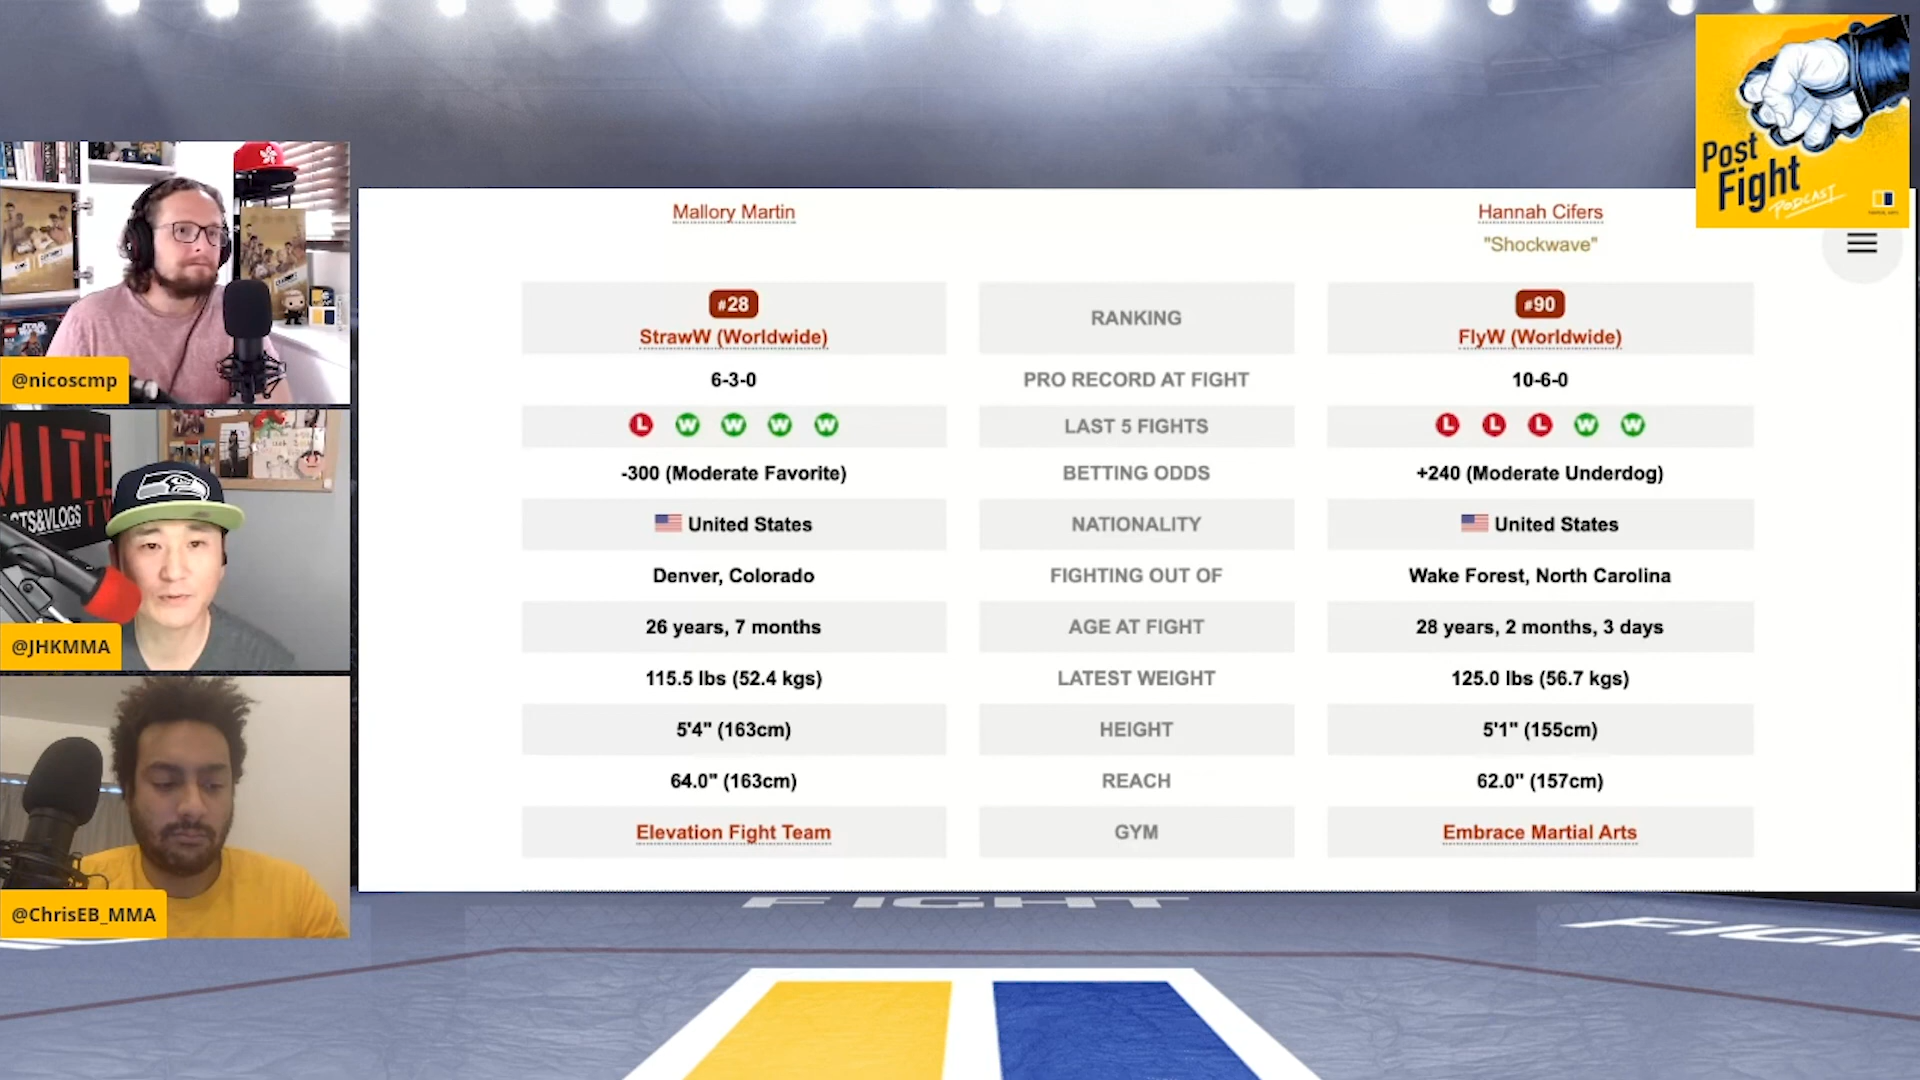 Post
Fight
PODCAST
Mallory Martin
Hannah Cifers
"Shockwave"
#28
StrawW (Worldwide)
RANKING
#90
FlyW (Worldwide)
6-3-0
PRO RECORD AT FIGHT
10-6-0
L W W W W
LAST 5 FIGHTS
L L L W W
-300 (Moderate Favorite)
BETTING ODDS
+240 (Moderate Underdog)
United States
NATIONALITY
United States
Denver, Colorado
FIGHTING OUT OF
Wake Forest, North Carolina
26 years, 7 months
AGE AT FIGHT
28 years, 2 months, 3 days
115.5 lbs (52.4 kgs)
LATEST WEIGHT
125.0 lbs (56.7 kgs)
5'4" (163cm)
HEIGHT
5'1" (155cm)
64.0" (163cm)
REACH
62.0" (157cm)
Elevation Fight Team
GYM
Embrace Martial Arts
@nicoscmp
MITE
CTS&VLOGS T V
@JHKMMA
@ChrisEB_MMA
FIGHT
FIGH